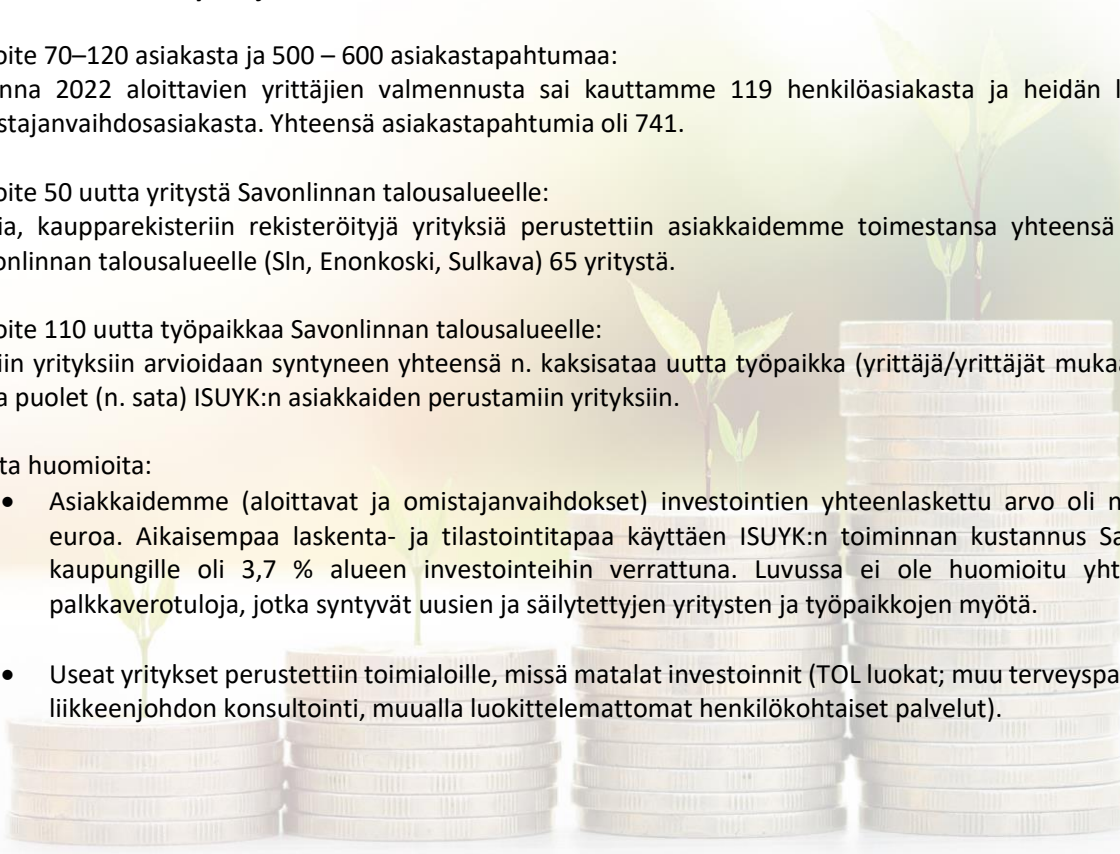 oite 70–120 asiakasta ja 500 – 600 asiakastapahtumaa:
nna 2022 aloittavien yrittäjien valmennusta sai kauttamme 119 henkilöasiakasta ja heidän l
stajanvaihdosasiakasta. Yhteensä asiakastapahtumia oli 741.
oite 50 uutta yritystä Savonlinnan talousalueelle:
ia, kaupparekisteriin rekisteröityjä yrityksiä perustettiin asiakkaidemme toimestansa yhteensä
onlinnan talousalueelle (Sln, Enonkoski, Sulkava) 65 yritystä.
oite 110 uutta työpaikkaa Savonlinnan talousalueelle:
iin yrityksiin arvioidaan syntyneen yhteensä n. kaksisataa uutta työpaikka (yrittäjä/yrittäjät muka
a puolet (n. sata) ISUYK:n asiakkaiden perustamiin yrityksiin.
ta huomioita:
• Asiakkaidemme (aloittavat ja omistajanvaihdokset) investointien yhteenlaskettu arvo oli n
euroa. Aikaisempaa laskenta- ja tilastointitapaa käyttäen ISUYK:n toiminnan kustannus Sa
kaupungille oli 3,7 % alueen investointeihin verrattuna. Luvussa ei ole huomioitu yht
palkkaverotuloja, jotka syntyvät uusien ja säilytettyjen yritysten ja työpaikkojen myötä.
• Useat yritykset perustettiin toimialoille, missä matalat investoinnit (TOL luokat; muu terveyspa
liikkeenjohdon konsultointi, muualla luokittelemattomat henkilökohtaiset palvelut).